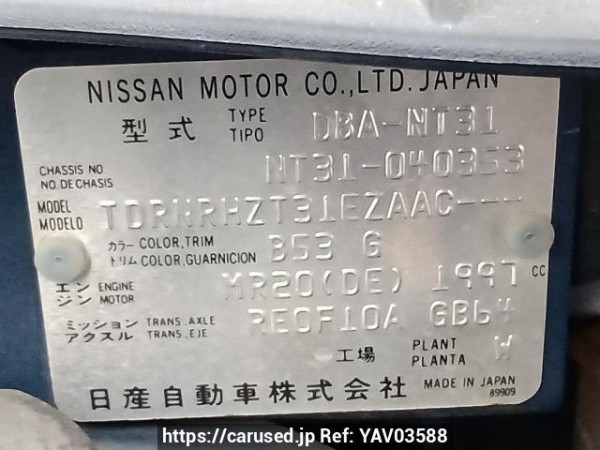 NISSAN MOTOR CO.,LTD. JAPAN
型式 TYPE TIPO DBA-NT31
CHASSIS NO. NO.DE CHASIS NT31-040353
MODEL MODELO TDRNRHZT31EZAAC---
カラー COLOR,TRIM トリム COLOR,GUARNICION B53 G
エンジン ENGINE MOTOR MR20(DE) 1997 CC
ミッション TRANS.,AXLE アクスル TRANS.,EJE RE0F10A GB64
工場 PLANT PLANTA W
日産自動車株式会社 MADE IN JAPAN
89909
https://carused.jp Ref: YAV03588